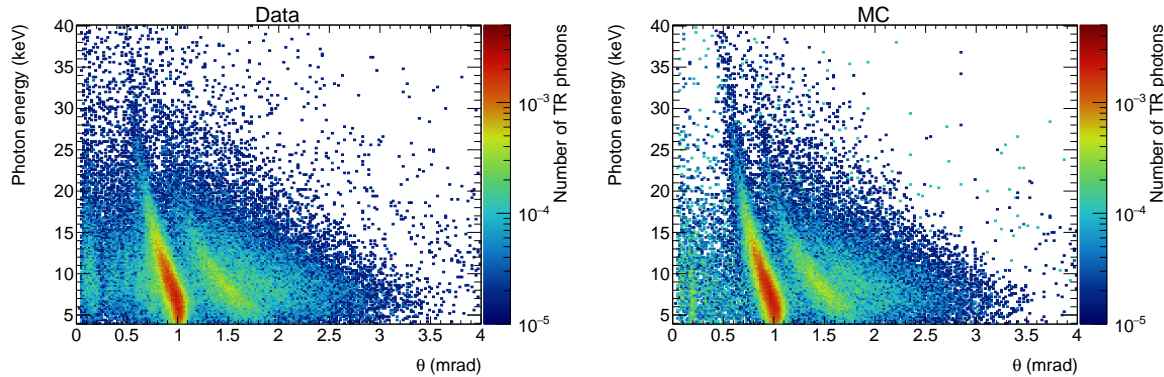 Data
Photon energy (keV)
40
35
30
25
20
15
10
5
0 0.5 1 1.5 2 2.5 3 3.5 4
θ (mrad)
10⁻³
10⁻⁴
10⁻⁵
Number of TR photons
MC
Photon energy (keV)
40
35
30
25
20
15
10
5
0 0.5 1 1.5 2 2.5 3 3.5 4
θ (mrad)
10⁻³
10⁻⁴
10⁻⁵
Number of TR photons